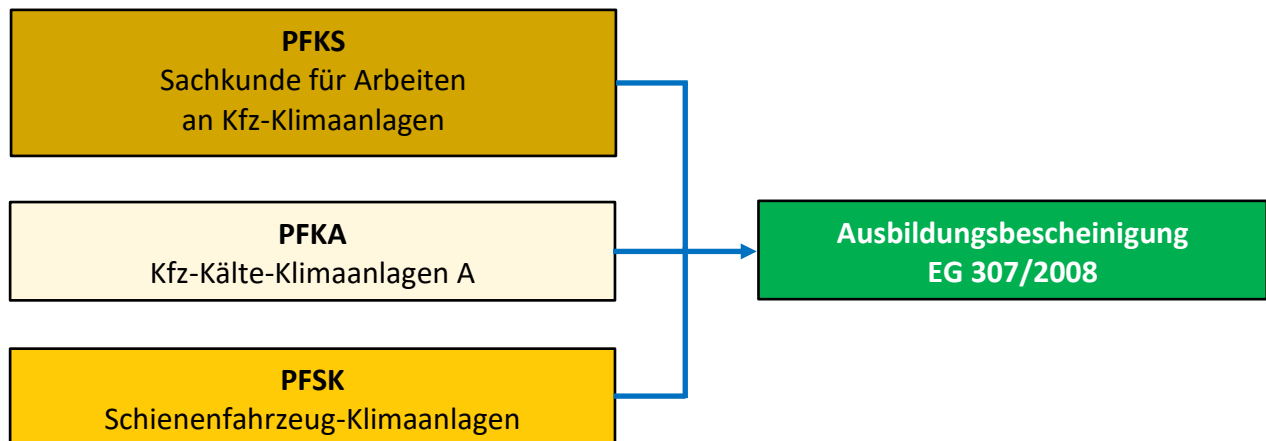 PFKS
Sachkunde für Arbeiten
an Kfz-Klimaanlagen
PFKA
Kfz-Kälte-Klimaanlagen A
PFSK
Schienenfahrzeug-Klimaanlagen
Ausbildungsbescheinigung
EG 307/2008